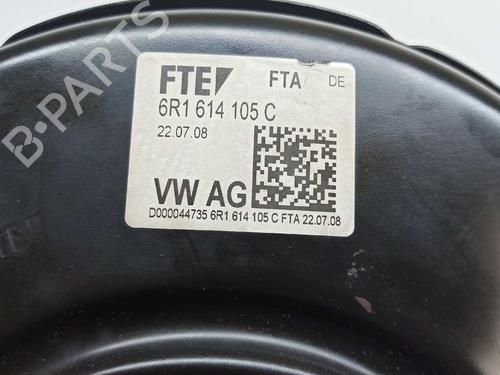 B-PARTS
FTE FTA DE
6R1 614 105 C
22.07.08
VW AG
D000044735 6R1 614 105 C FTA 22.07.08